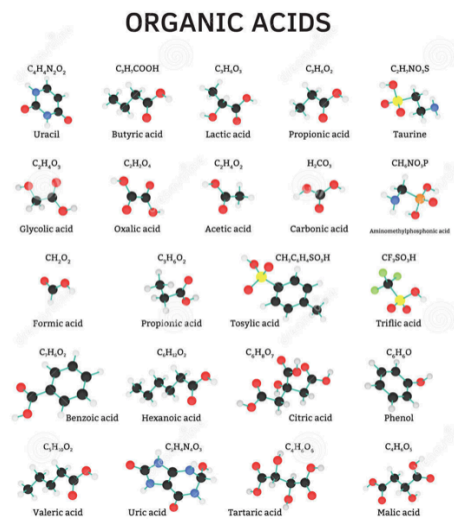 ORGANIC ACIDS
C₄H₄N₂O₂
C₃H₇COOH
C₃H₆O₃
C₃H₆O₂
C₂H₇NO₃S
Uracil
Butyric acid
Lactic acid
Propionic acid
Taurine
C₂H₄O₃
C₂H₂O₄
C₂H₄O₂
H₂CO₃
CH₆NO₃P
Glycolic acid
Oxalic acid
Acetic acid
Carbonic acid
Aminomethylphosphonic acid
CH₂O₂
C₃H₆O₂
CH₃C₆H₄SO₃H
CF₃SO₃H
Formic acid
Propionic acid
Tosylic acid
Triflic acid
C₇H₆O₂
C₆H₁₂O₂
C₆H₈O₇
C₆H₆O
Benzoic acid
Hexanoic acid
Citric acid
Phenol
C₅H₁₀O₂
C₅H₄N₄O₃
C₄H₆O₆
C₄H₆O₅
Valeric acid
Uric acid
Tartaric acid
Malic acid